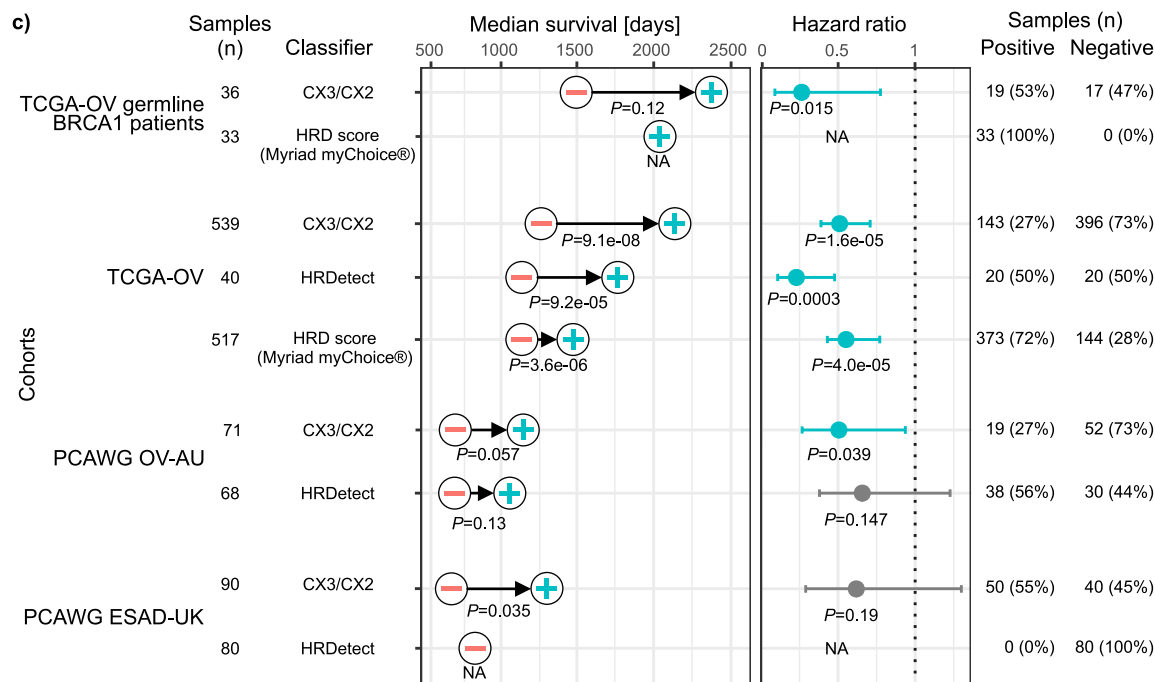 c)
Samples (n)
Classifier
Median survival [days]
Hazard ratio
Samples (n)
Positive Negative
500 1000 1500 2000 2500
0 0.5 1
Cohorts
TCGA-OV germline
BRCA1 patients
36 CX3/CX2 P=0.12 P=0.015 19 (53%) 17 (47%)
33 HRD score
(Myriad myChoice®) NA NA 33 (100%) 0 (0%)
TCGA-OV
539 CX3/CX2 P=9.1e-08 P=1.6e-05 143 (27%) 396 (73%)
40 HRDetect P=9.2e-05 P=0.0003 20 (50%) 20 (50%)
517 HRD score
(Myriad myChoice®) P=3.6e-06 P=4.0e-05 373 (72%) 144 (28%)
PCAWG OV-AU
71 CX3/CX2 P=0.057 P=0.039 19 (27%) 52 (73%)
68 HRDetect P=0.13 P=0.147 38 (56%) 30 (44%)
PCAWG ESAD-UK
90 CX3/CX2 P=0.035 P=0.19 50 (55%) 40 (45%)
80 HRDetect NA NA 0 (0%) 80 (100%)